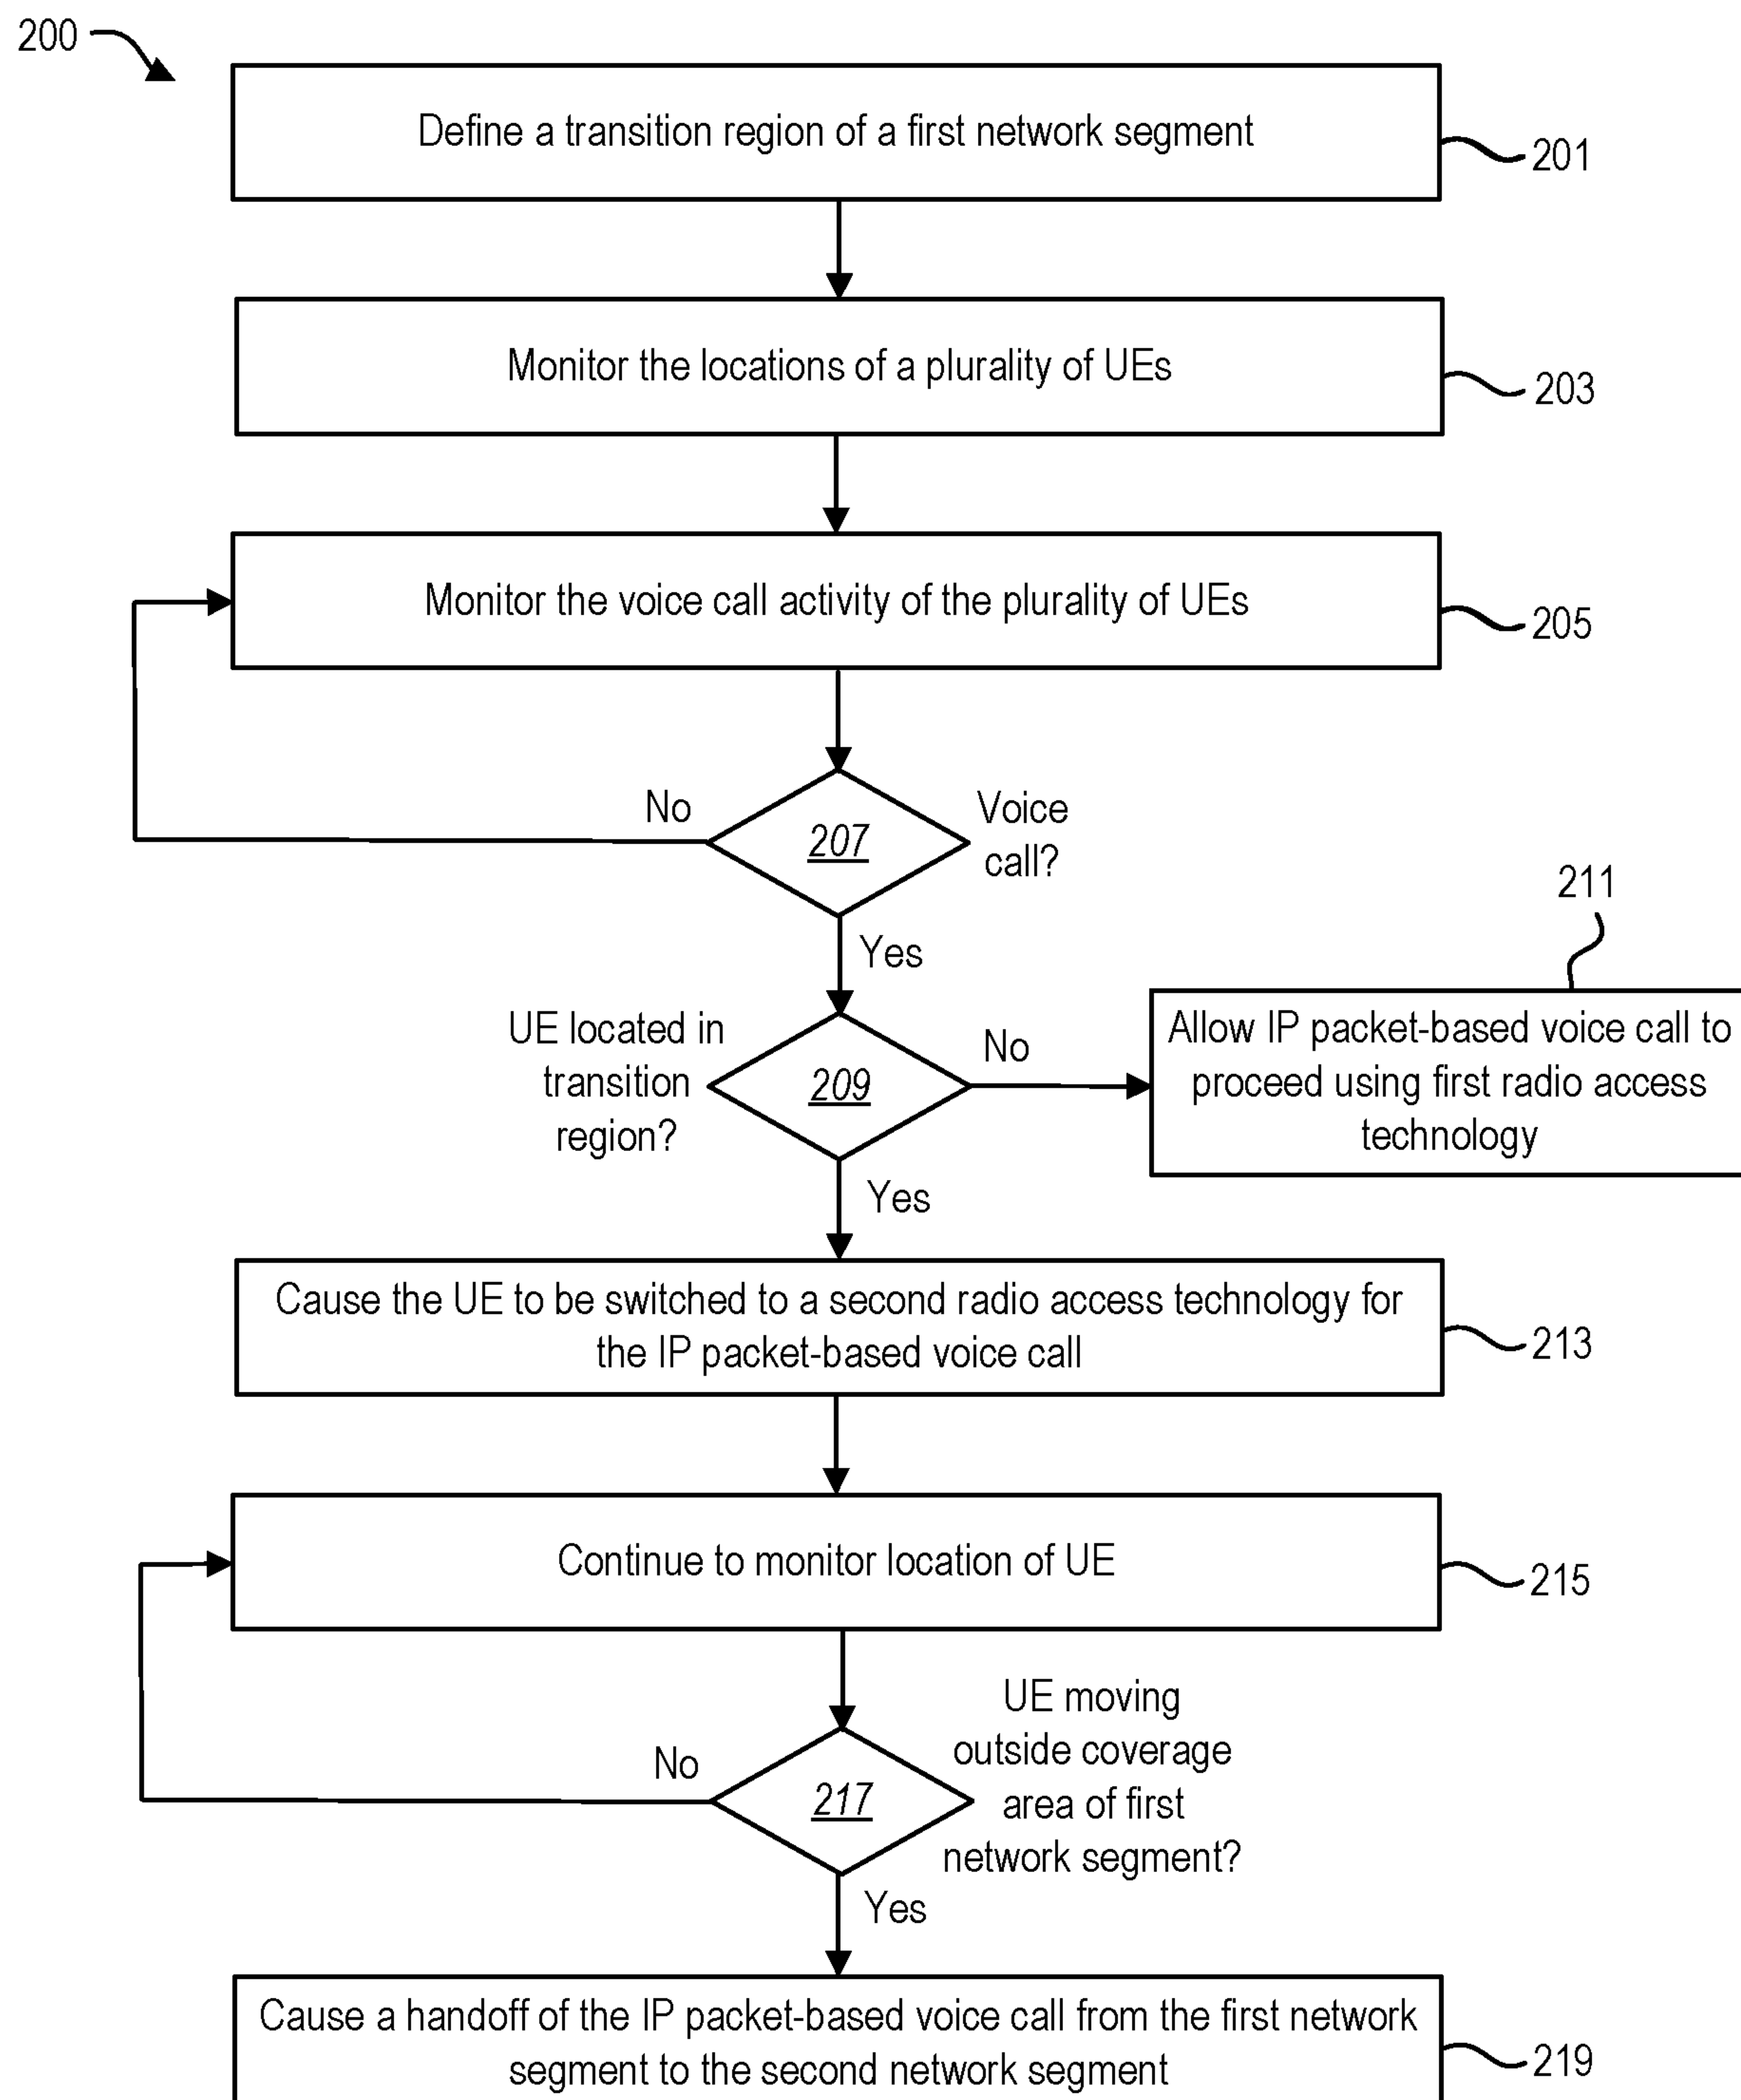 200
Define a transition region of a first network segment
201
Monitor the locations of a plurality of UEs
203
Monitor the voice call activity of the plurality of UEs
205
No
207
Voice
call?
Yes
211
UE located in
transition
region?
209
No
Allow IP packet-based voice call to
proceed using first radio access
technology
Yes
Cause the UE to be switched to a second radio access technology for
the IP packet-based voice call
213
Continue to monitor location of UE
215
No
217
UE moving
outside coverage
area of first
network segment?
Yes
Cause a handoff of the IP packet-based voice call from the first network
segment to the second network segment
219